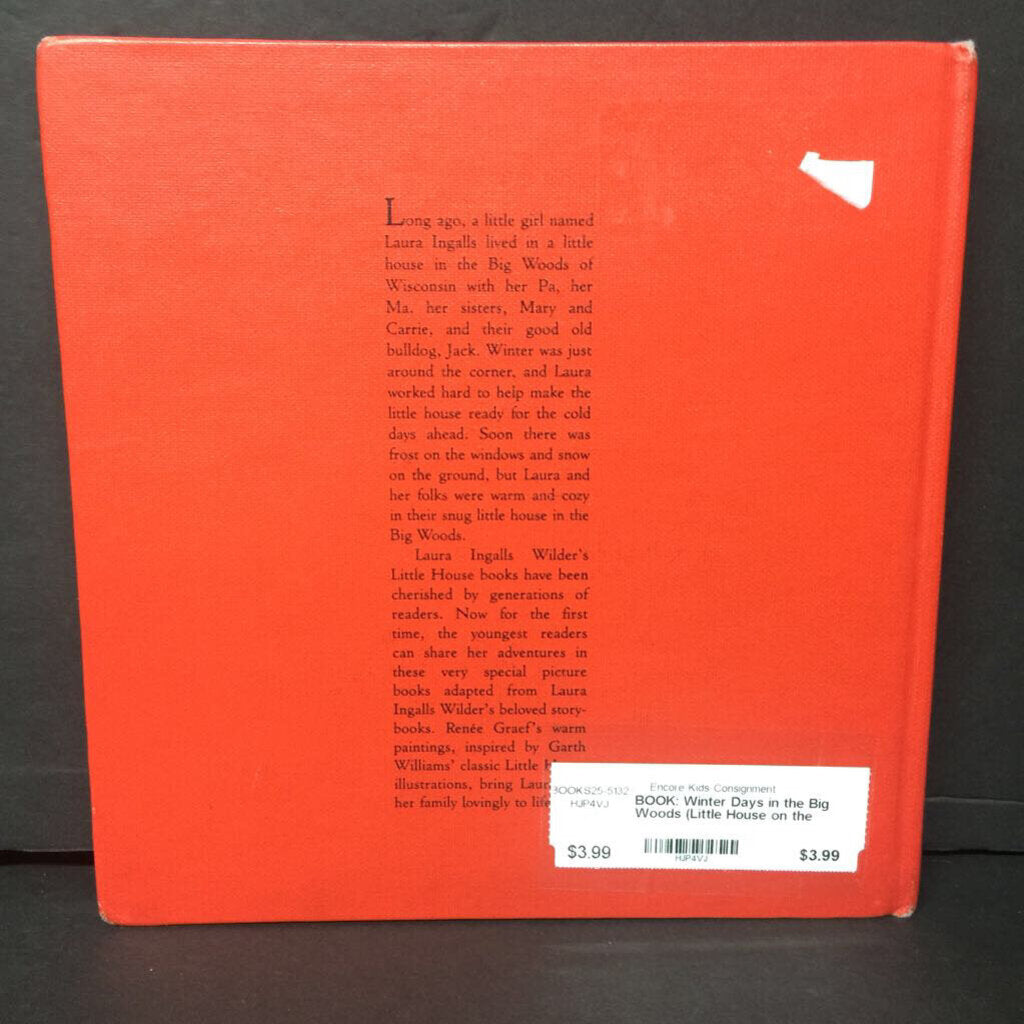 Long ago, a little girl named
Laura Ingalls lived in a little
house in the Big Woods of
Wisconsin with her Pa, her
Ma, her sisters, Mary and
Carrie, and their good old
bulldog, Jack. Winter was just
around the corner, and Laura
worked hard to help make the
little house ready for the cold
days ahead. Soon there was
frost on the windows and snow
on the ground, but Laura and
her folks were warm and cozy
in their snug little house in the
Big Woods.
Laura Ingalls Wilder's
Little House books have been
cherished by generations of
readers. Now for the first
time, the youngest readers
can share her adventures in
these very special picture
books adapted from Laura
Ingalls Wilder's beloved story-
books. Renée Graef's warm
paintings, inspired by Garth
Williams' classic Little
illustrations, bring
her family lovingly to
BOOKS25-5132
HJP4VJ
Encore Kids Consignment
BOOK: Winter Days in the Big
Woods (Little House on the
$3.99
HJP4VJ
$3.99